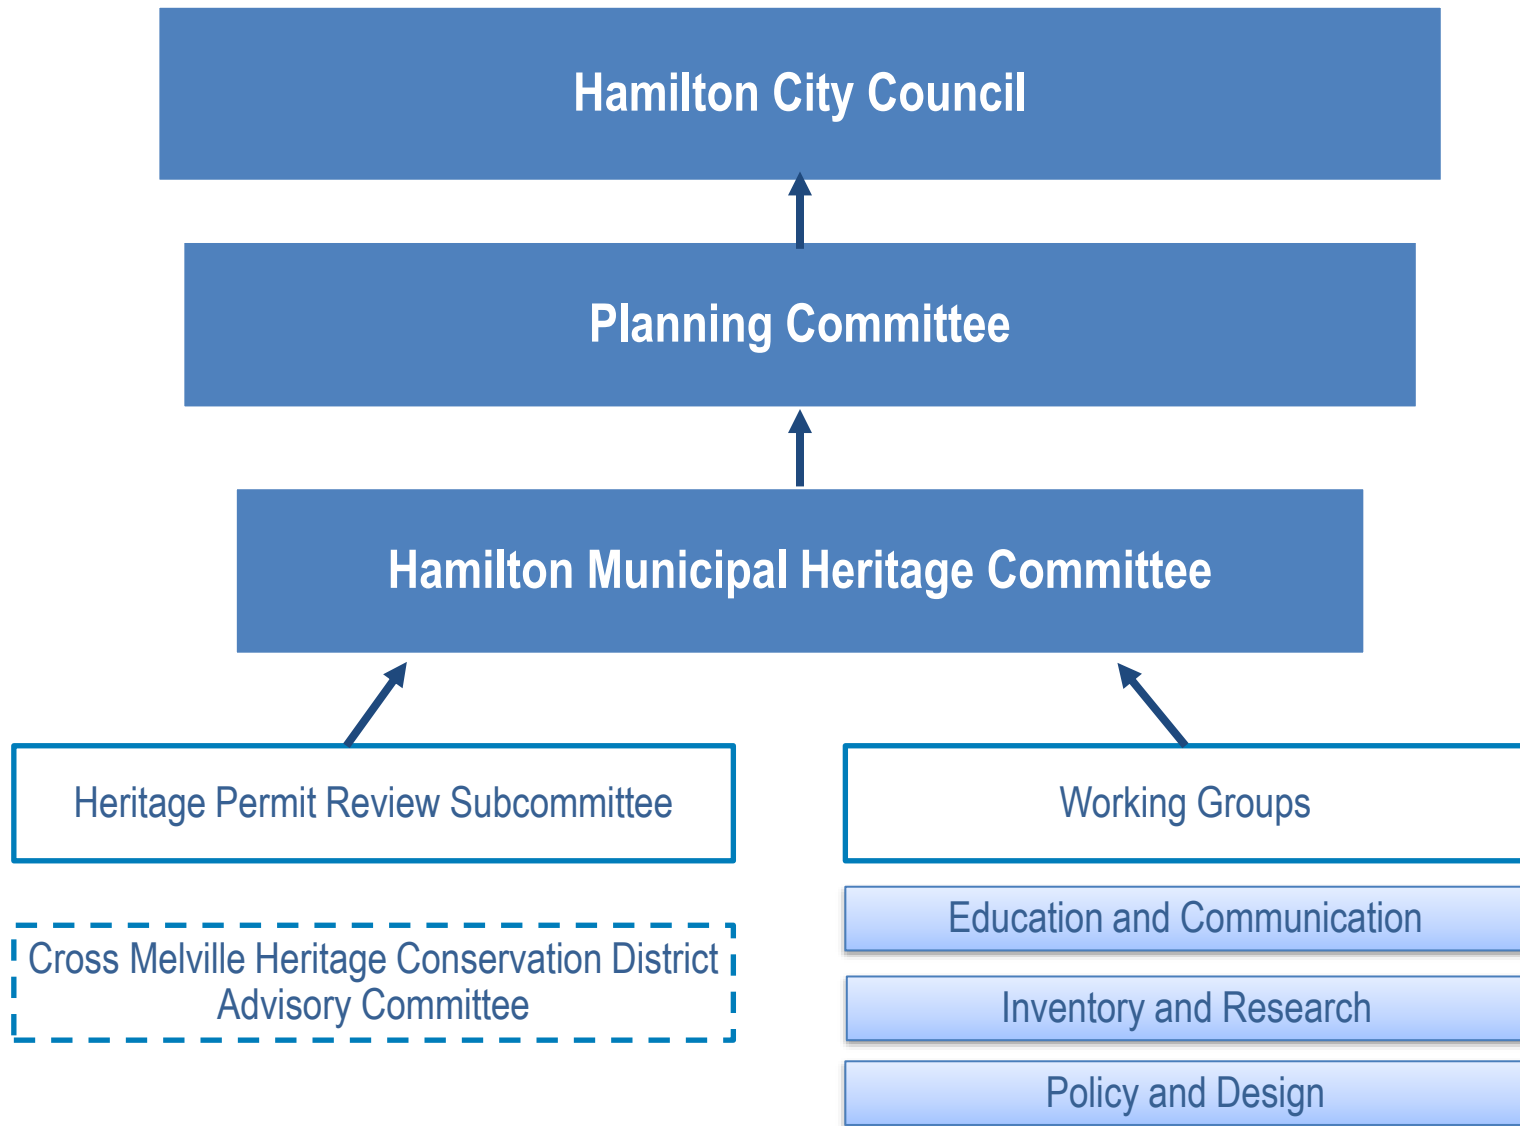 Hamilton City Council
Planning Committee
Hamilton Municipal Heritage Committee
Heritage Permit Review Subcommittee
Cross Melville Heritage Conservation District
Advisory Committee
Working Groups
Education and Communication
Inventory and Research
Policy and Design